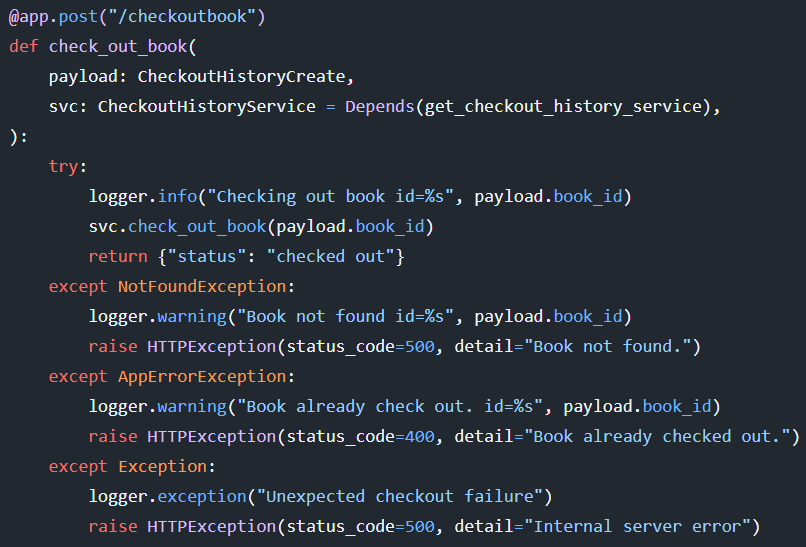 @app.post("/checkoutbook")
def check_out_book(
    payload: CheckoutHistoryCreate,
    svc: CheckoutHistoryService = Depends(get_checkout_history_service),
):
    try:
        logger.info("Checking out book id=%s", payload.book_id)
        svc.check_out_book(payload.book_id)
        return {"status": "checked out"}
    except NotFoundException:
        logger.warning("Book not found id=%s", payload.book_id)
        raise HTTPException(status_code=500, detail="Book not found.")
    except AppErrorException:
        logger.warning("Book already check out. id=%s", payload.book_id)
        raise HTTPException(status_code=400, detail="Book already checked out.")
    except Exception:
        logger.exception("Unexpected checkout failure")
        raise HTTPException(status_code=500, detail="Internal server error")